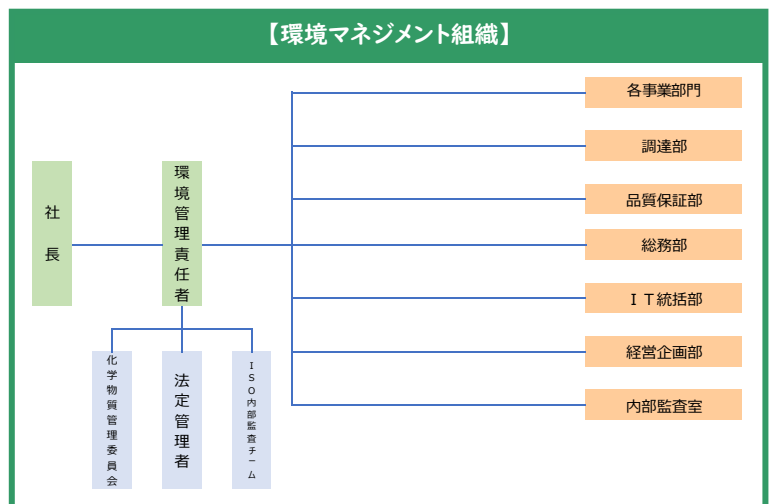 【環境マネジメント組織】
社長
環境管理責任者
各事業部門
調達部
品質保証部
総務部
ＩＴ統括部
経営企画部
内部監査室
化学物質管理委員会
法定管理者
ISO内部監査チーム